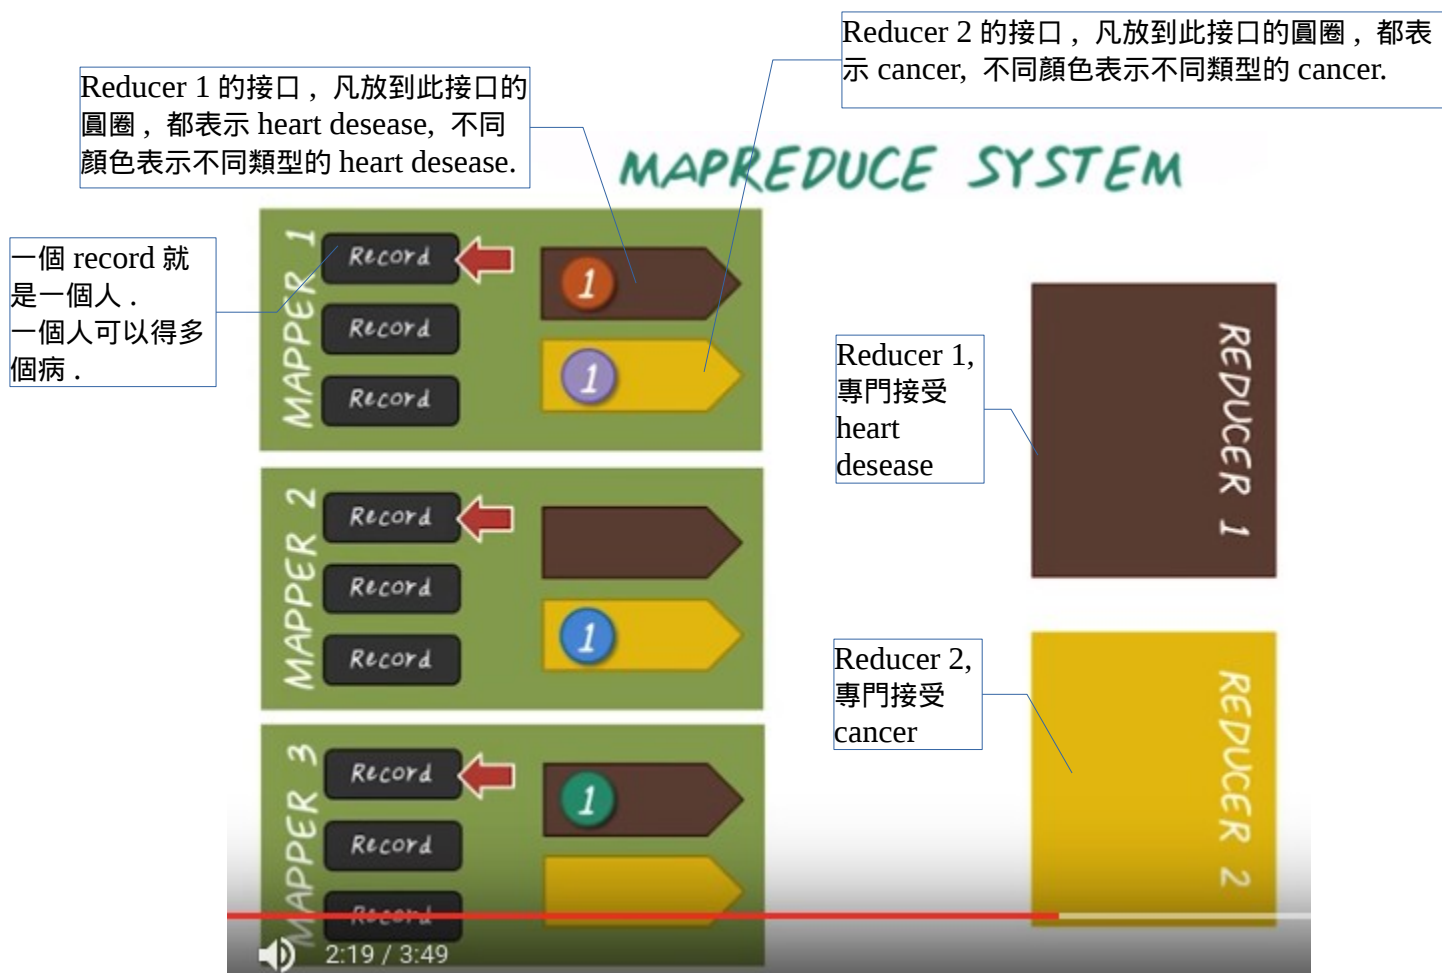 Reducer 2 的接口 , 凡放到此接口的圓圈 , 都表
示 cancer, 不同顏色表示不同類型的 cancer.
Reducer 1 的接口 , 凡放到此接口的
圓圈 , 都表示 heart desease, 不同
顏色表示不同類型的 heart desease.
MAPREDUCE SYSTEM
一個 record 就
是一個人 .
一個人可以得多
個病 .
MAPPER 1
Record
Record
Record
1
1
MAPPER 2
Record
Record
Record
1
MAPPER 3
Record
Record
Record
1
Reducer 1,
專門接受
heart
desease
REDUCER 1
Reducer 2,
專門接受
cancer
REDUCER 2
2:19 / 3:49